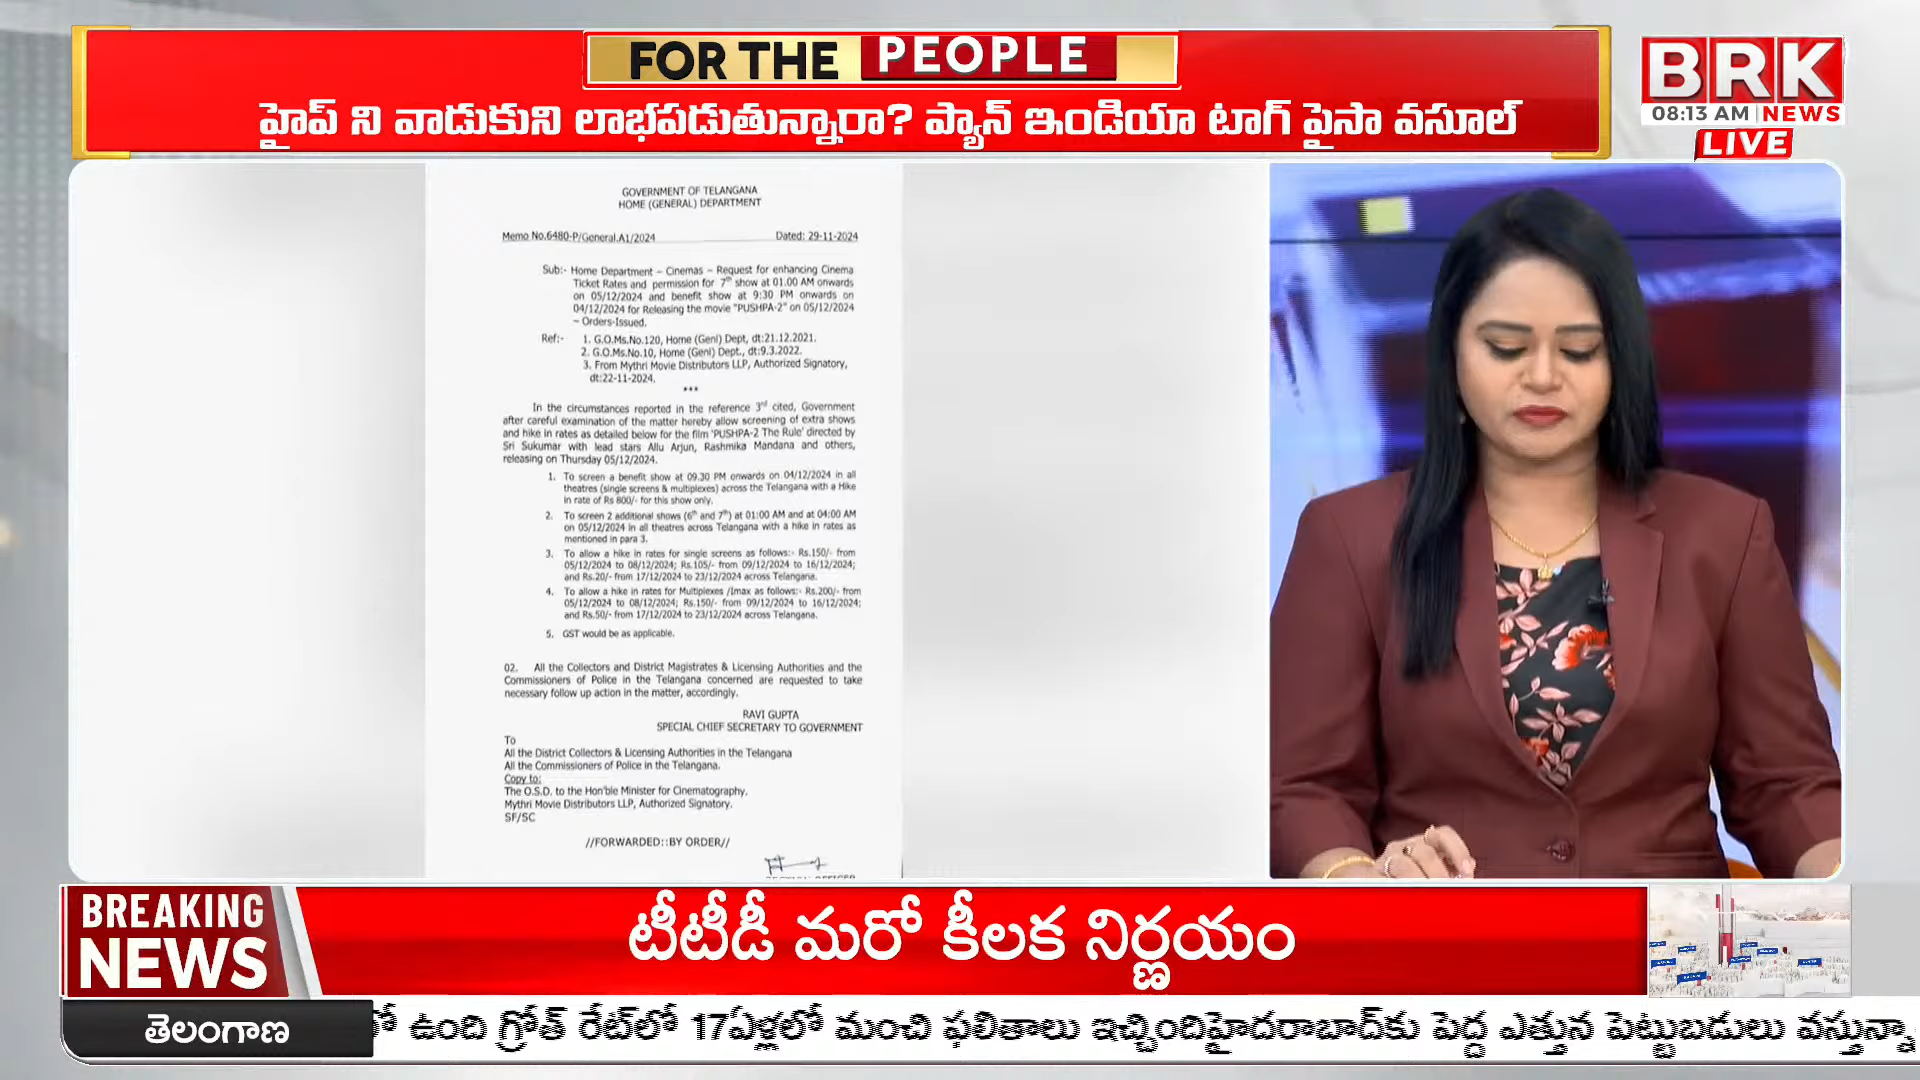 FOR THE PEOPLE
హైప్ ని వాడుకుని లాభపడుతున్నారా? ప్యాన్ ఇండియా టాగ్ పైసా వసూల్
BRK
08:13 AM NEWS
LIVE
GOVERNMENT OF TELANGANA
HOME (GENERAL) DEPARTMENT
Memo No.6480-P/General.A1/2024 Dated: 29-11-2024
Sub:- Home Department – Cinemas – Request for enhancing Cinema
Ticket Rates and permission for 7th show at 01.00 AM onwards
on 05/12/2024 and benefit show at 9:30 PM onwards on
04/12/2024 for Releasing the movie "PUSHPA-2" on 05/12/2024
– Orders-Issued.
Ref:- 1. G.O.Ms.No.120, Home (Genl) Dept, dt:21.12.2021.
2. G.O.Ms.No.10, Home (Genl) Dept., dt:9.3.2022.
3. From Mythri Movie Distributors LLP, Authorized Signatory,
dt:22-11-2024.
***
In the circumstances reported in the reference 3rd cited, Government
after careful examination of the matter hereby allow screening of extra shows
and hike in rates as detailed below for the film 'PUSHPA-2 The Rule' directed by
Sri Sukumar with lead stars Allu Arjun, Rashmika Mandana and others,
releasing on Thursday 05/12/2024.
1. To screen a benefit show at 09.30 PM onwards on 04/12/2024 in all
theatres (single screens & multiplexes) across the Telangana with a Hike
in rate of Rs 800/- for this show only.
2. To screen 2 additional shows (6th and 7th) at 01:00 AM and at 04:00 AM
on 05/12/2024 in all theatres across Telangana with a hike in rates as
mentioned in para 3.
3. To allow a hike in rates for single screens as follows:- Rs.150/- from
05/12/2024 to 08/12/2024; Rs.105/- from 09/12/2024 to 16/12/2024;
and Rs.20/- from 17/12/2024 to 23/12/2024 across Telangana.
4. To allow a hike in rates for Multiplexes /Imax as follows:- Rs.200/- from
05/12/2024 to 08/12/2024; Rs.150/- from 09/12/2024 to 16/12/2024;
and Rs.50/- from 17/12/2024 to 23/12/2024 across Telangana.
5. GST would be as applicable.
02. All the Collectors and District Magistrates & Licensing Authorities and the
Commissioners of Police in the Telangana concerned are requested to take
necessary follow up action in the matter, accordingly.
RAVI GUPTA
SPECIAL CHIEF SECRETARY TO GOVERNMENT
To
All the District Collectors & Licensing Authorities in the Telangana
All the Commissioners of Police in the Telangana.
Copy to:
The O.S.D. to the Hon'ble Minister for Cinematography.
Mythri Movie Distributors LLP, Authorized Signatory.
SF/SC
//FORWARDED::BY ORDER//
BREAKING
NEWS
టీటీడీ మరో కీలక నిర్ణయం
తెలంగాణ
ఉంది గ్రోత్ రేట్‌లో 17ఏళ్లలో మంచి ఫలితాలు ఇచ్చిందిహైదరాబాద్‌కు పెద్ద ఎత్తున పెట్టుబడులు వస్తున్నా